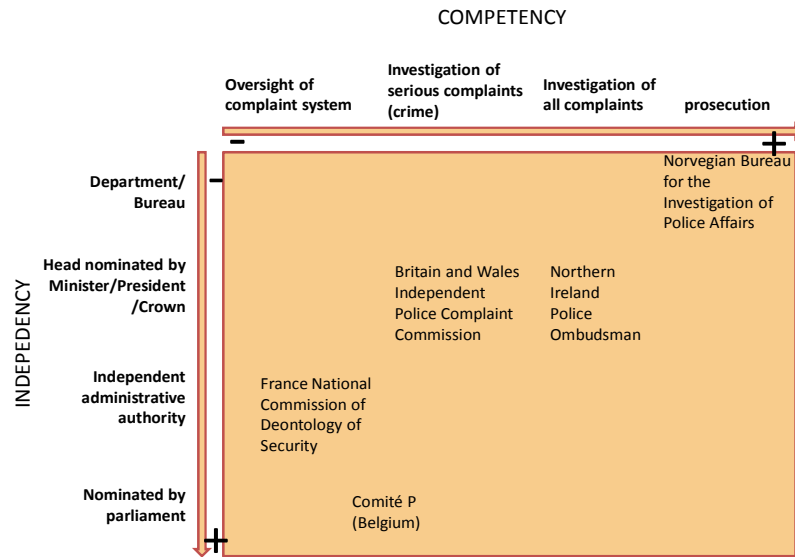 COMPETENCY
Oversight of
complaint system
Investigation of
serious complaints
(crime)
Investigation of
all complaints
prosecution
–
+
INDEPEDENCY
Department/
Bureau
–
Norwegian Bureau
for the
Investigation of
Police Affairs
Head nominated by
Minister/President
/Crown
Britain and Wales
Independent
Police Complaint
Commission
Northern
Ireland
Police
Ombudsman
Independent
administrative
authority
France National
Commission of
Deontology of
Security
Nominated by
parliament
Comité P
(Belgium)
+